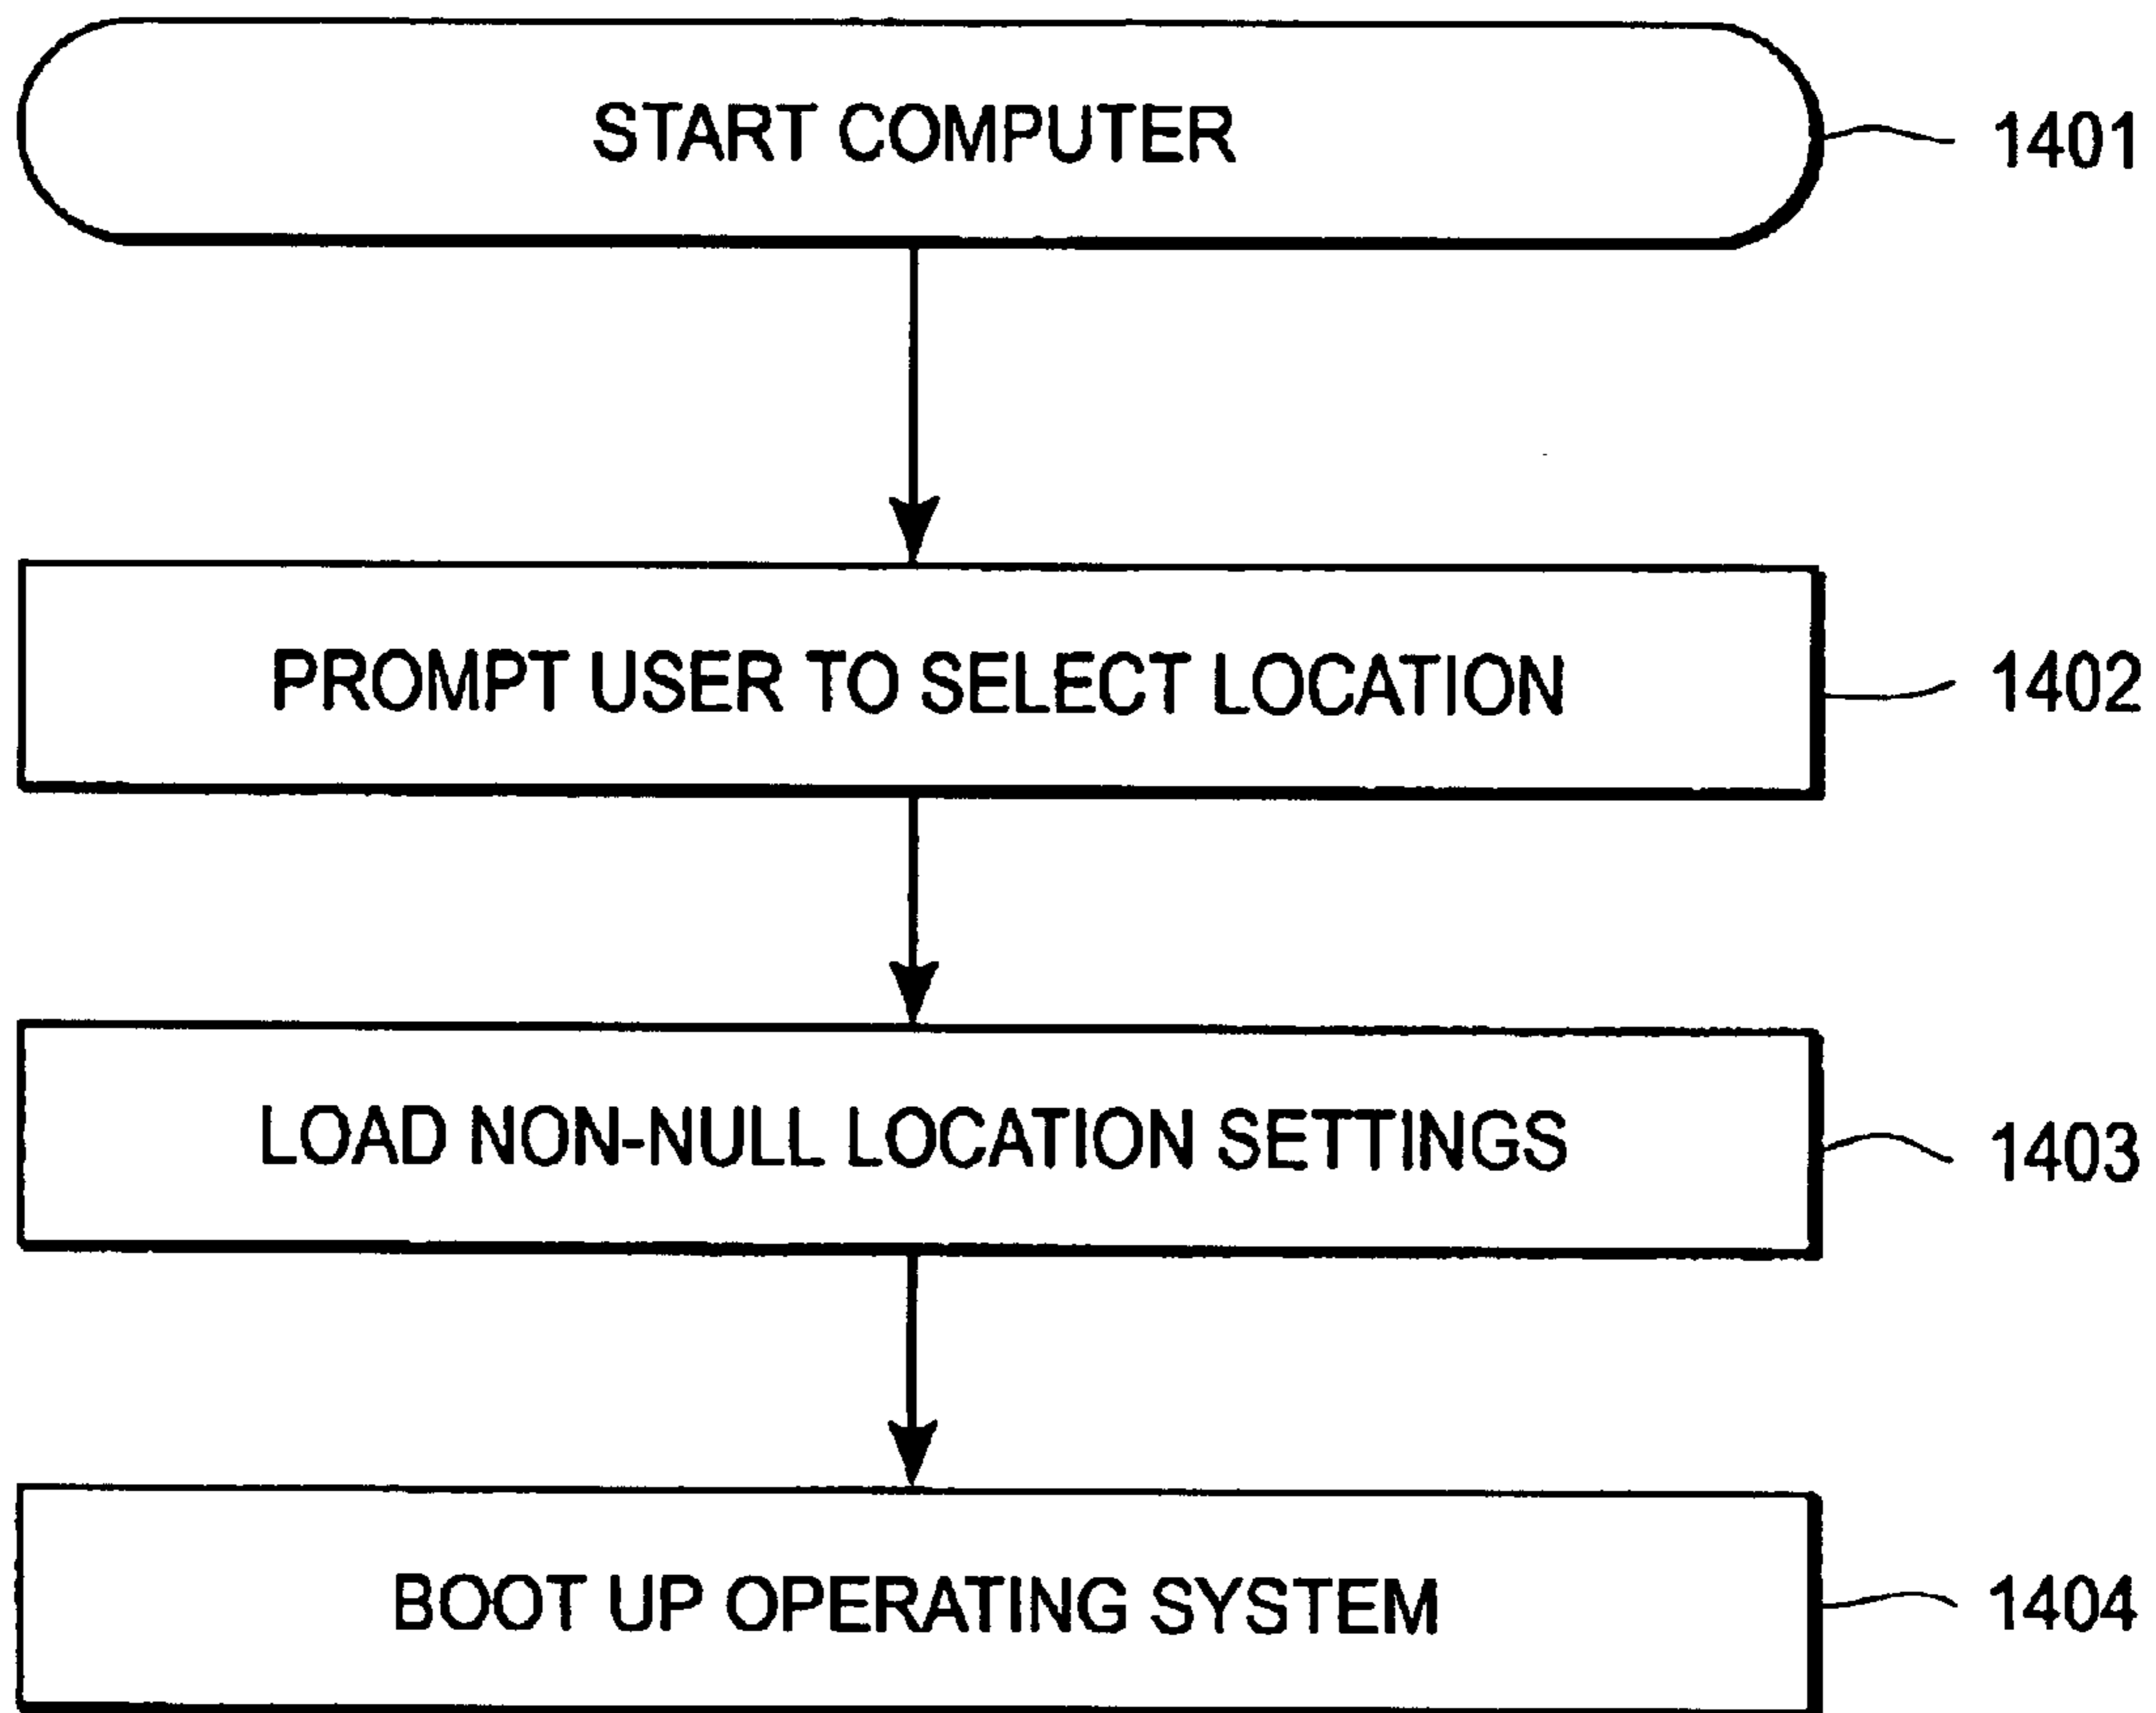 START COMPUTER
1401
PROMPT USER TO SELECT LOCATION
1402
LOAD NON-NULL LOCATION SETTINGS
1403
BOOT UP OPERATING SYSTEM
1404